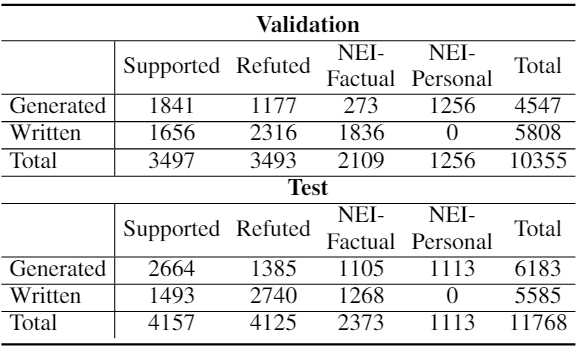 Validation
Supported Refuted NEI-Factual NEI-Personal Total
Generated 1841 1177 273 1256 4547
Written 1656 2316 1836 0 5808
Total 3497 3493 2109 1256 10355
Test
Supported Refuted NEI-Factual NEI-Personal Total
Generated 2664 1385 1105 1113 6183
Written 1493 2740 1268 0 5585
Total 4157 4125 2373 1113 11768